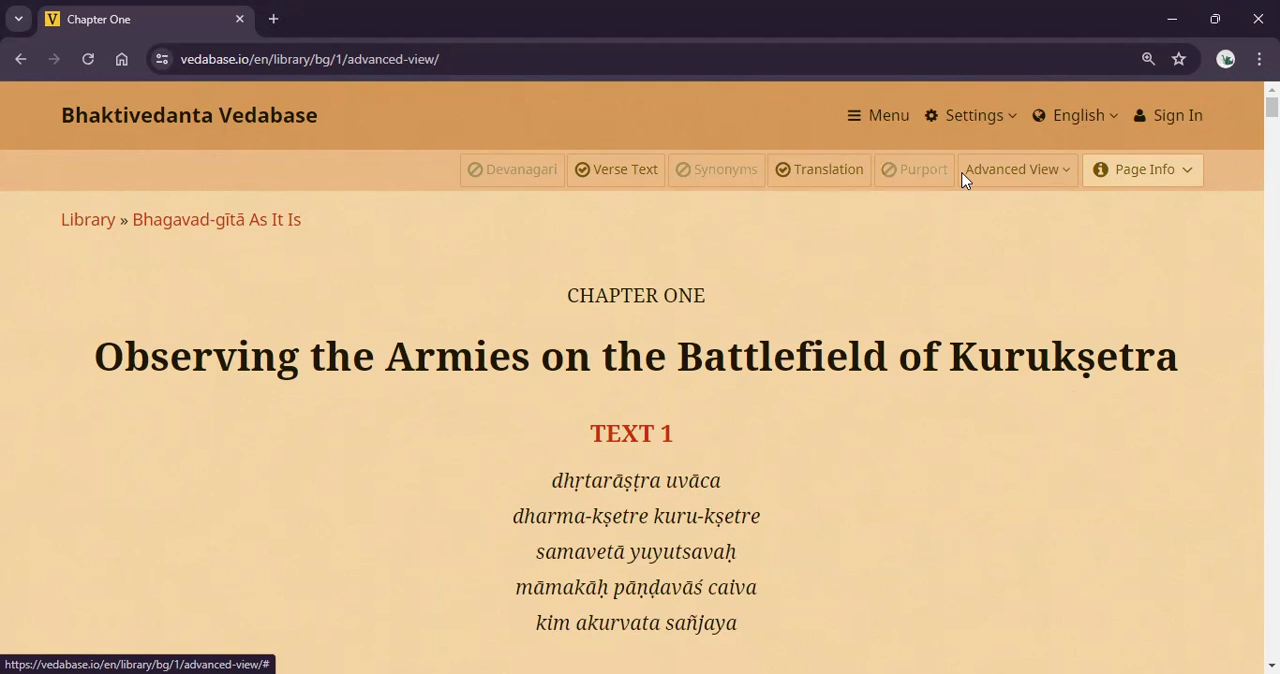 Chapter One
vedabase.io/en/library/bg/1/advanced-view/
Bhaktivedanta Vedabase
Menu Settings English Sign In
Devanagari Verse Text Synonyms Translation Purport Advanced View Page Info
Library » Bhagavad-gītā As It Is
CHAPTER ONE
Observing the Armies on the Battlefield of Kurukṣetra
TEXT 1
dhṛtarāṣṭra uvāca
dharma-kṣetre kuru-kṣetre
samavetā yuyutsavaḥ
māmakāḥ pāṇḍavāś caiva
kim akurvata sañjaya
https://vedabase.io/en/library/bg/1/advanced-view/#